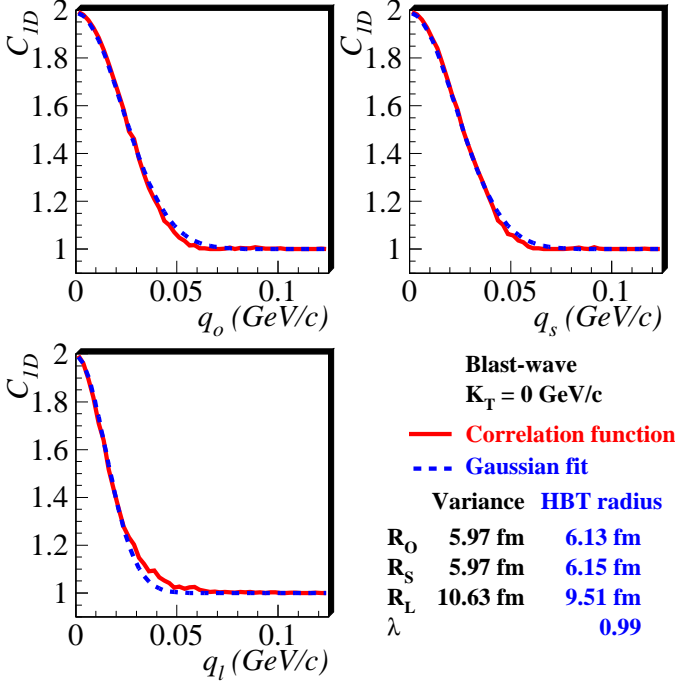 C1D
2
1.8
1.6
1.4
1.2
1
0 0.05 0.1
qo (GeV/c)
C1D
2
1.8
1.6
1.4
1.2
1
0 0.05 0.1
qs (GeV/c)
C1D
2
1.8
1.6
1.4
1.2
1
0 0.05 0.1
ql (GeV/c)
Blast-wave
KT = 0 GeV/c
Correlation function
Gaussian fit
Variance HBT radius
RO 5.97 fm 6.13 fm
RS 5.97 fm 6.15 fm
RL 10.63 fm 9.51 fm
λ 0.99